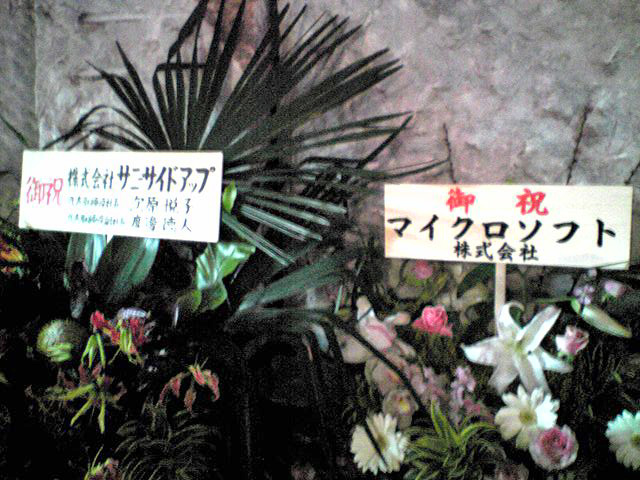 御祝
株式会社 サニーサイドアップ
御祝
マイクロソフト
株式会社